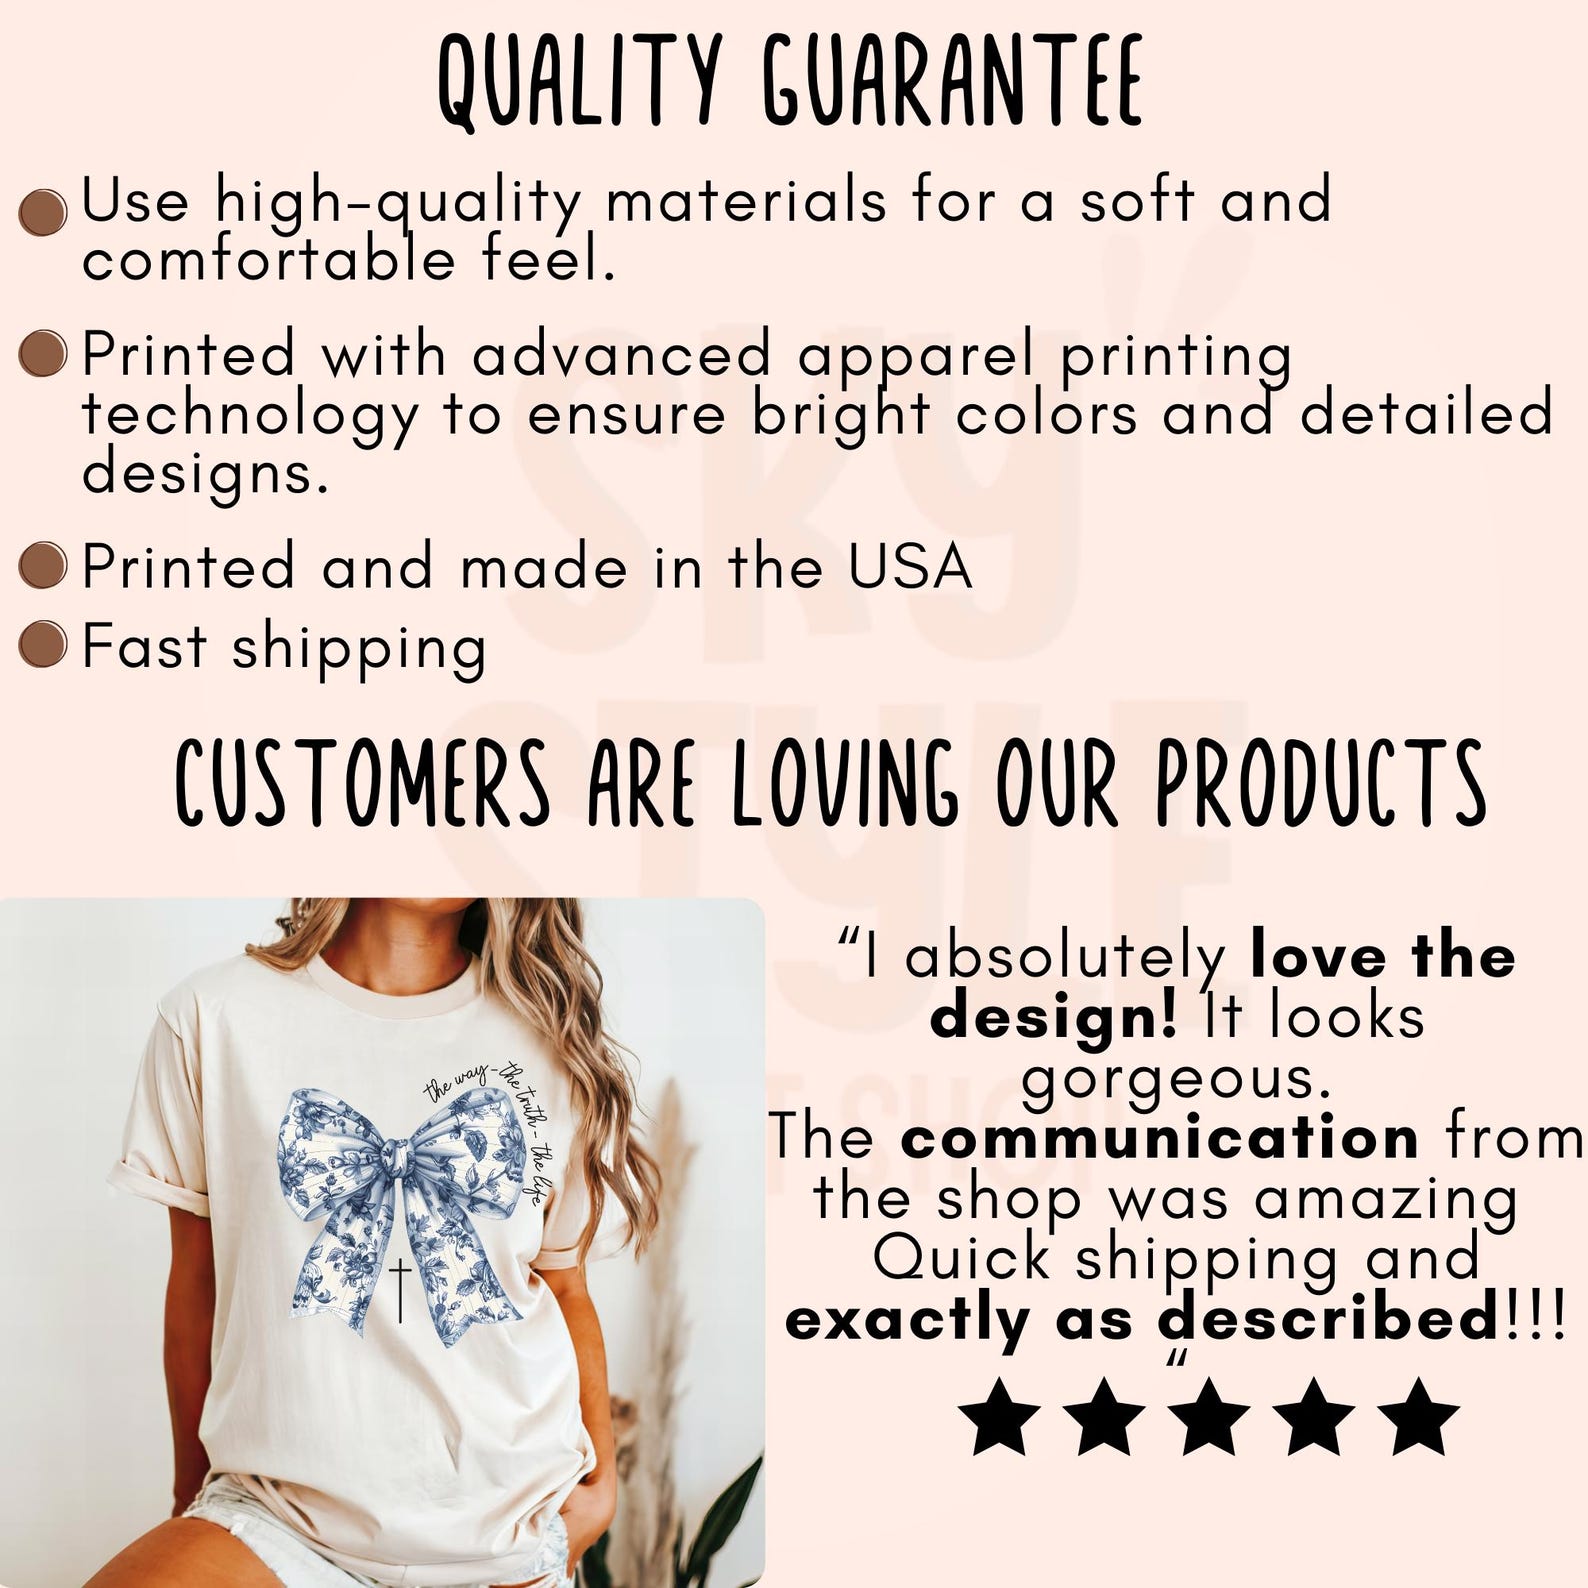 QUALITY GUARANTEE
Use high-quality materials for a soft and
comfortable feel.
Printed with advanced apparel printing
technology to ensure bright colors and detailed
designs.
Printed and made in the USA
Fast shipping
CUSTOMERS ARE LOVING OUR PRODUCTS
the way - the truth - the life
“I absolutely love the
design! It looks
gorgeous.
The communication from
the shop was amazing
Quick shipping and
exactly as described!!!
“
SKY
STYLE